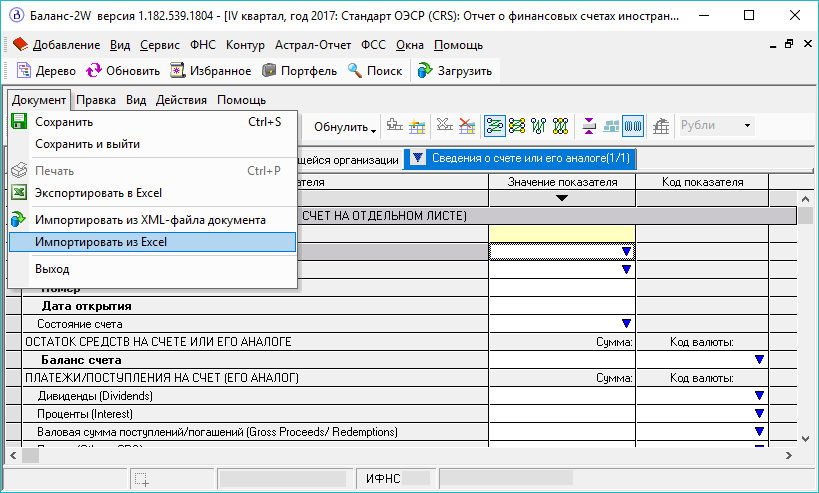 Баланс-2W версия 1.182.539.1804 - [IV квартал, год 2017: Стандарт ОЭСР (CRS): Отчет о финансовых счетах иностран...
Добавление Вид Сервис ФНС Контур Астрал-Отчет ФСС Окна Помощь
Дерево Обновить Избранное Портфель Поиск Загрузить
Документ Правка Вид Действия Помощь
Сохранить Ctrl+S
Обнулить Рубли
Сохранить и выйти
щейся организации Сведения о счете или его аналоге(1/1)
Печать Ctrl+P
ателя Значение показателя Код показателя
Экспортировать в Excel
Импортировать из XML-файла документа
СЧЕТ НА ОТДЕЛЬНОМ ЛИСТЕ)
Импортировать из Excel
Выход
Номер
Дата открытия
Состояние счета
ОСТАТОК СРЕДСТВ НА СЧЕТЕ ИЛИ ЕГО АНАЛОГЕ Сумма: Код валюты:
Баланс счета
ПЛАТЕЖИ/ПОСТУПЛЕНИЯ НА СЧЕТ (ЕГО АНАЛОГ) Сумма: Код валюты:
Дивиденды (Dividends)
Проценты (Interest)
Валовая сумма поступлений/погашений (Gross Proceeds/ Redemptions)
ИФНС